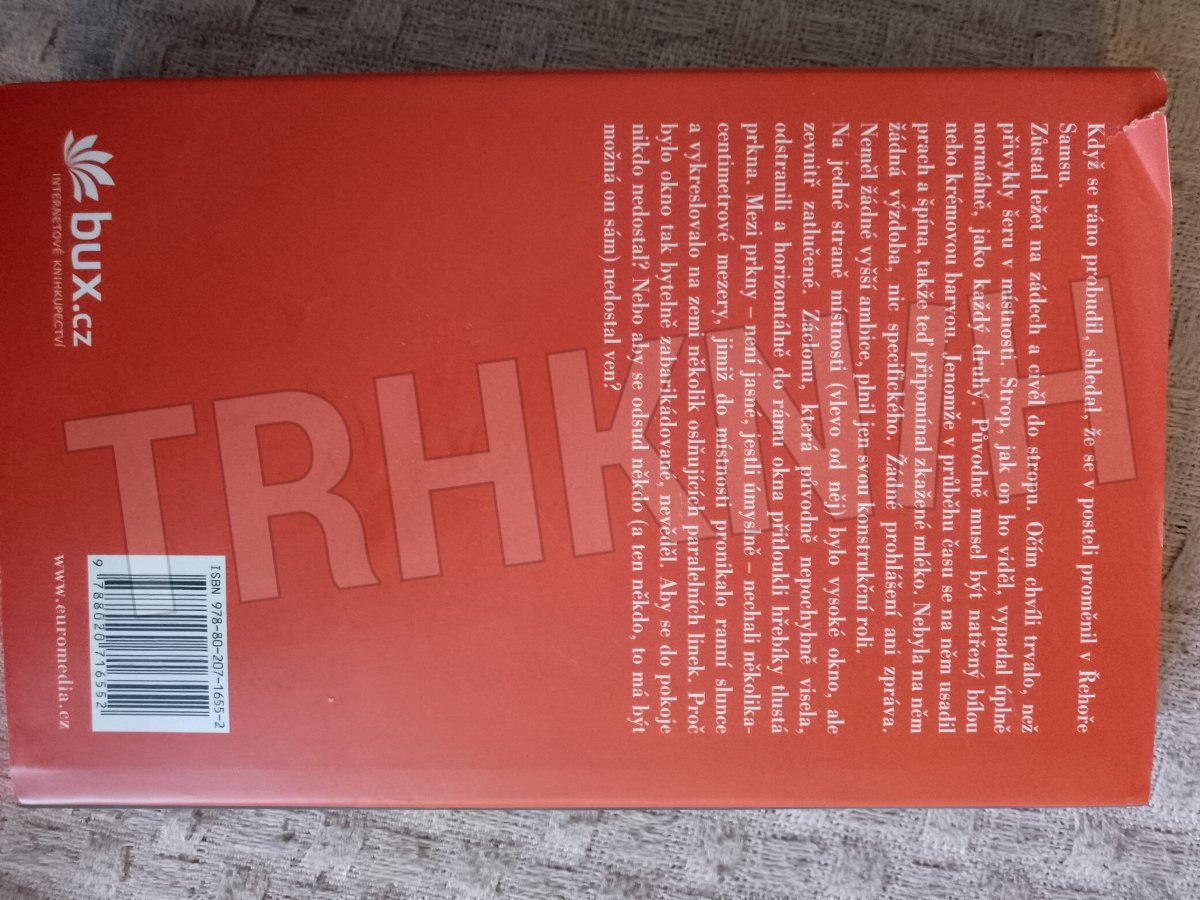 Když se ráno probudil, shledal, že se v posteli proměnil v Řehoře
Samsu.
Zůstal ležet na zádech a civěl do stropu. Očím chvíli trvalo, než
přivykly šeru v místnosti. Strop, jak on ho viděl, vypadal úplně
normálně, jako každý druhý. Původně musel být natřený bílou
nebo krémovou barvou. Jenomže v průběhu času se na něm usadil
prach a špína, takže teď připomínal zkažené mléko. Nebyla na něm
žádná výzdoba, nic specifického. Žádné prohlášení ani zpráva.
Neměl žádné vyšší ambice, plnil jen svou konstrukční roli.
Na jedné straně místnosti (vlevo od něj) bylo vysoké okno, ale
zevnitř zatlučené. Záclonu, která původně nepochybně visela,
odstranili a horizontálně do rámu okna přitloukli hřebíky tlustá
prkna. Mezi prkny – není jasné, jestli úmyslně – nechali několika-
centimetrové mezery, jimiž do místnosti pronikalo ranní slunce
a vykreslovalo na zemi několik oslňujících paralelních linek. Proč
bylo okno tak bytelně zabarikádované, nevěděl. Aby se do pokoje
nikdo nedostal? Nebo aby se odsud někdo (a ten někdo, to má být
možná on sám) nedostal ven?
TRHKNIH
bux.cz
INTERNETOVÉ KNIHKUPECTVÍ
ISBN 978-80-207-1655-2
9 788020 716552
www.euromedia.cz